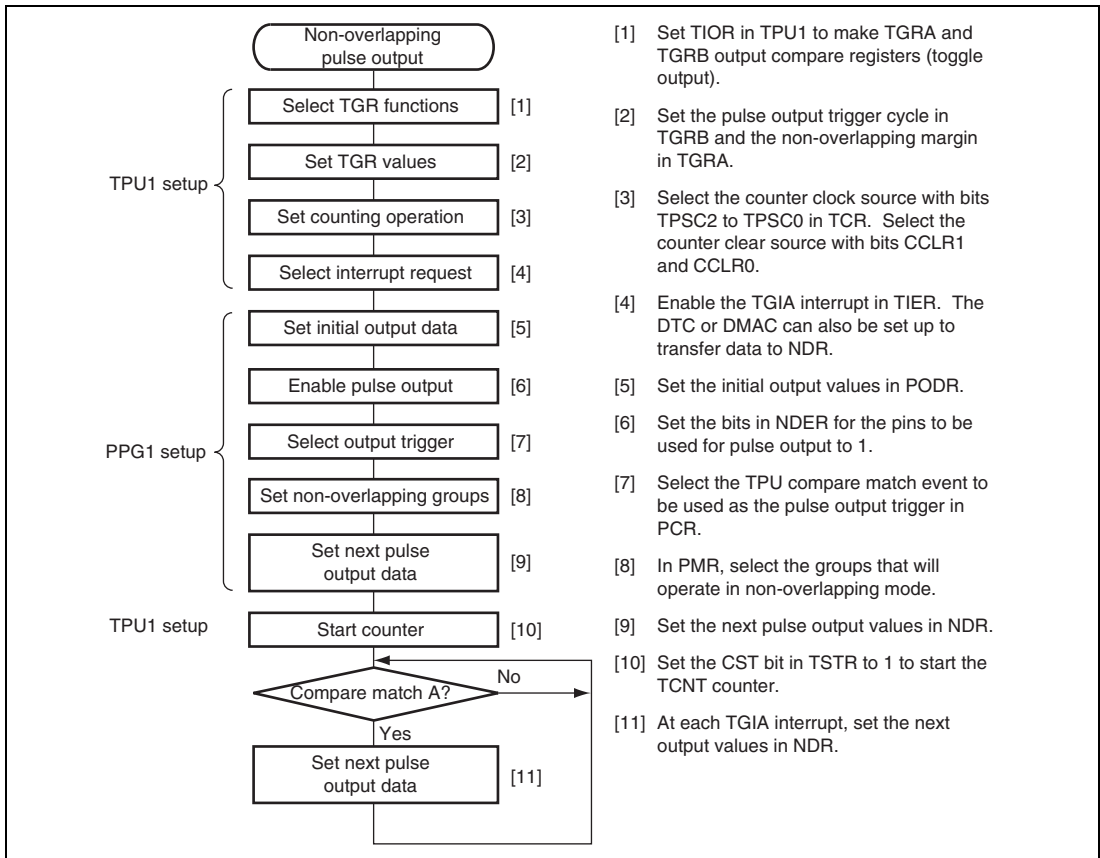 Non-overlapping
pulse output
Select TGR functions [1]
Set TGR values [2]
TPU1 setup
Set counting operation [3]
Select interrupt request [4]
Set initial output data [5]
Enable pulse output [6]
Select output trigger [7]
PPG1 setup
Set non-overlapping groups [8]
Set next pulse
output data
[9]
TPU1 setup
Start counter [10]
Compare match A?
No
Yes
Set next pulse
output data
[11]
[1] Set TIOR in TPU1 to make TGRA and
TGRB output compare registers (toggle
output).
[2] Set the pulse output trigger cycle in
TGRB and the non-overlapping margin
in TGRA.
[3] Select the counter clock source with bits
TPSC2 to TPSC0 in TCR. Select the
counter clear source with bits CCLR1
and CCLR0.
[4] Enable the TGIA interrupt in TIER. The
DTC or DMAC can also be set up to
transfer data to NDR.
[5] Set the initial output values in PODR.
[6] Set the bits in NDER for the pins to be
used for pulse output to 1.
[7] Select the TPU compare match event to
be used as the pulse output trigger in
PCR.
[8] In PMR, select the groups that will
operate in non-overlapping mode.
[9] Set the next pulse output values in NDR.
[10] Set the CST bit in TSTR to 1 to start the
TCNT counter.
[11] At each TGIA interrupt, set the next
output values in NDR.